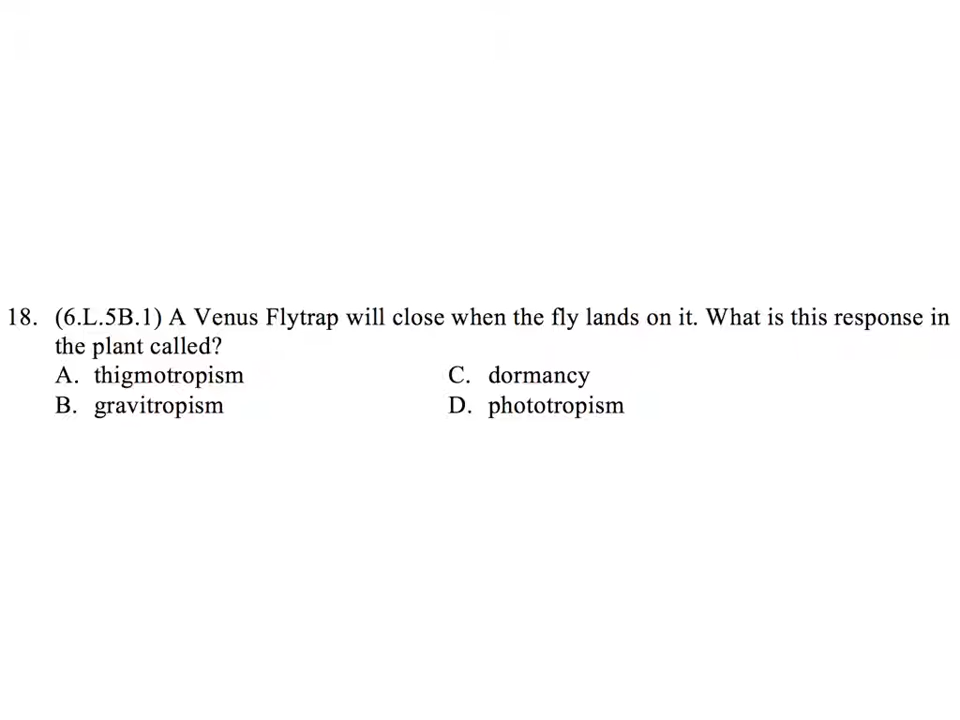 18. (6.L.5B.1) A Venus Flytrap will close when the fly lands on it. What is this response in
the plant called?
A. thigmotropism C. dormancy
B. gravitropism D. phototropism